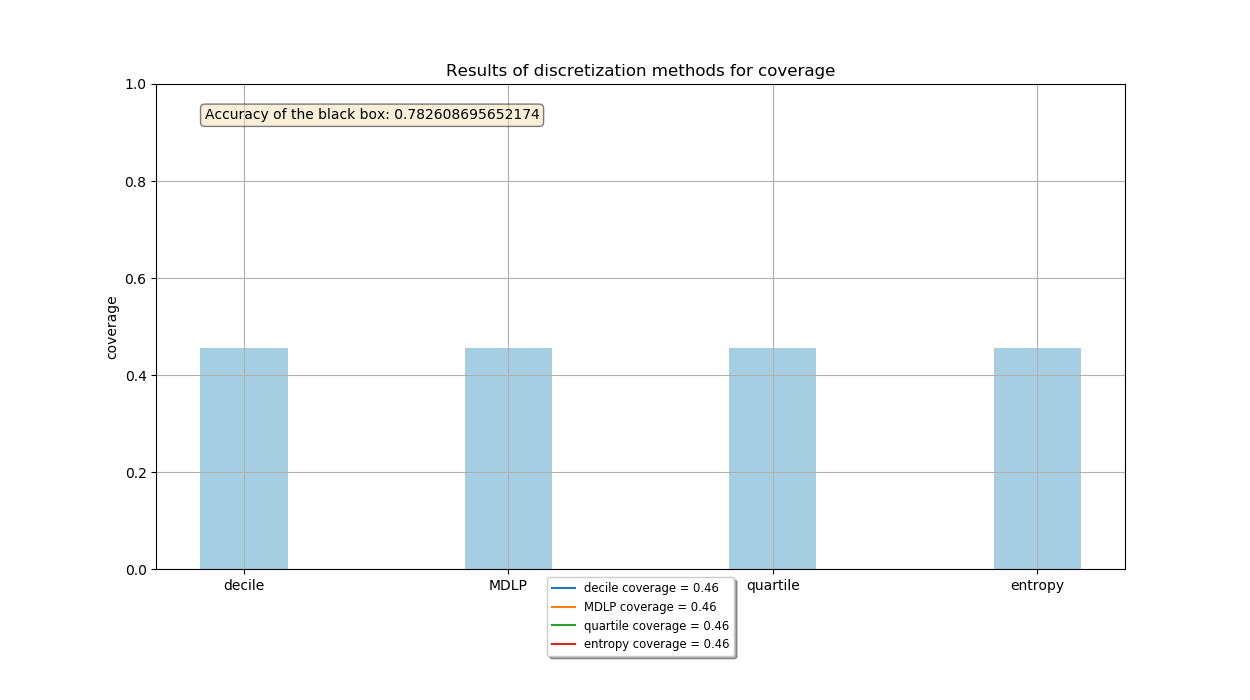 Results of discretization methods for coverage
1.0
Accuracy of the black box: 0.782608695652174
0.8
0.6
coverage
0.4
0.2
0.0
decile MDLP quartile entropy
decile coverage = 0.46
MDLP coverage = 0.46
quartile coverage = 0.46
entropy coverage = 0.46